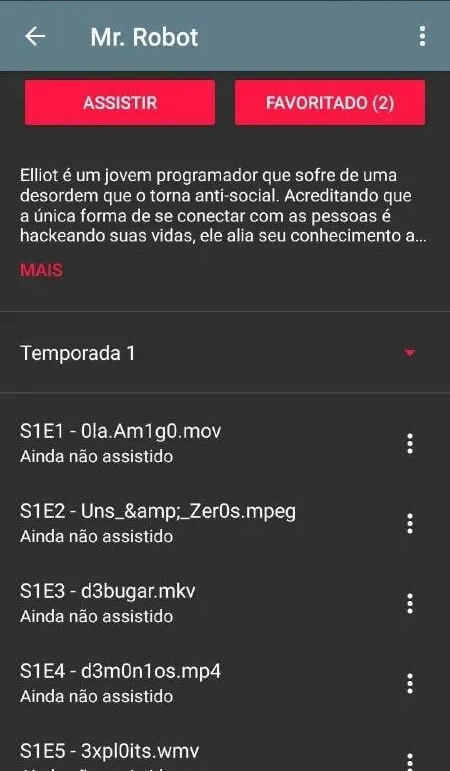 Mr. Robot
ASSISTIR
FAVORITADO (2)
Elliot é um jovem programador que sofre de uma
desordem que o torna anti-social. Acreditando que
a única forma de se conectar com as pessoas é
hackeando suas vidas, ele alia seu conhecimento a...
MAIS
Temporada 1
S1E1 - 0la.Am1g0.mov
Ainda não assistido
S1E2 - Uns_&amp;_Zer0s.mpeg
Ainda não assistido
S1E3 - d3bugar.mkv
Ainda não assistido
S1E4 - d3m0n1os.mp4
Ainda não assistido
S1E5 - 3xpl0its.wmv